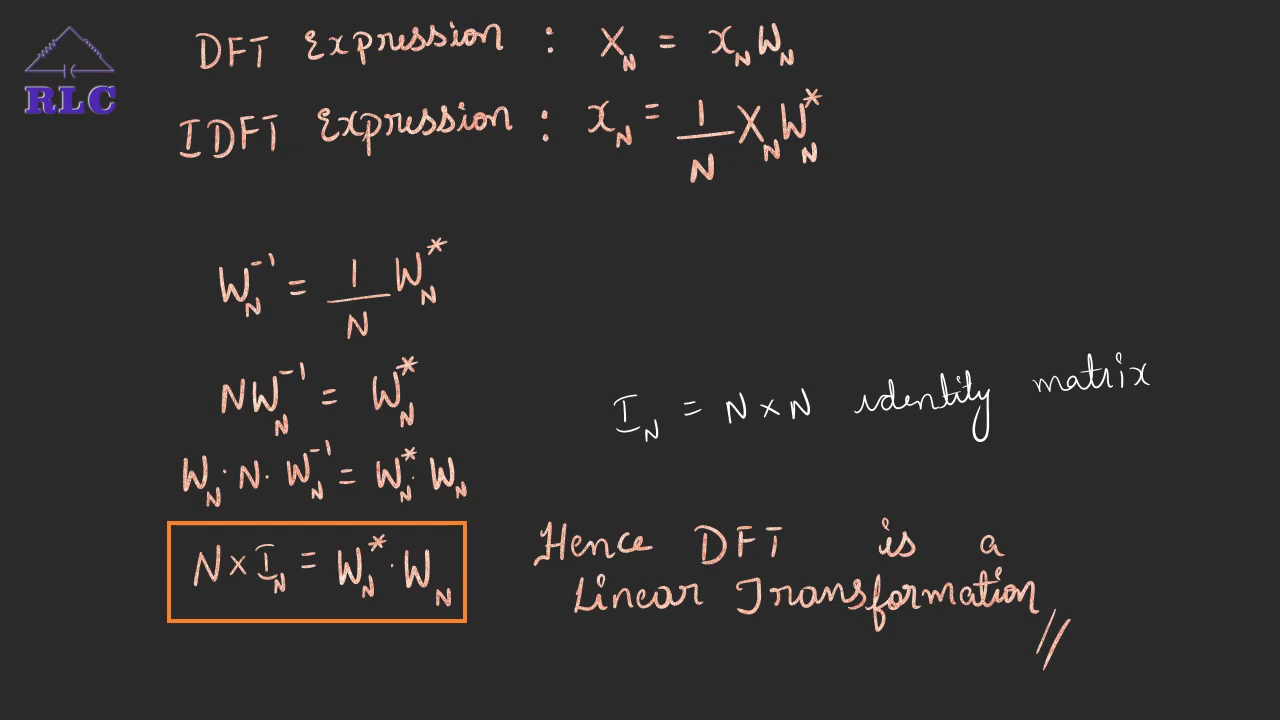 RLC
DFT Expression : X_N = x_N W_N
IDFT Expression : x_N = 1/N X_N W_N^*
W_N^-1 = 1/N W_N^*
N W_N^-1 = W_N^*
I_N = N × N identity matrix
W_N · N · W_N^-1 = W_N^* · W_N
N × I_N = W_N^* · W_N
Hence DFT is a
Linear Transformation //